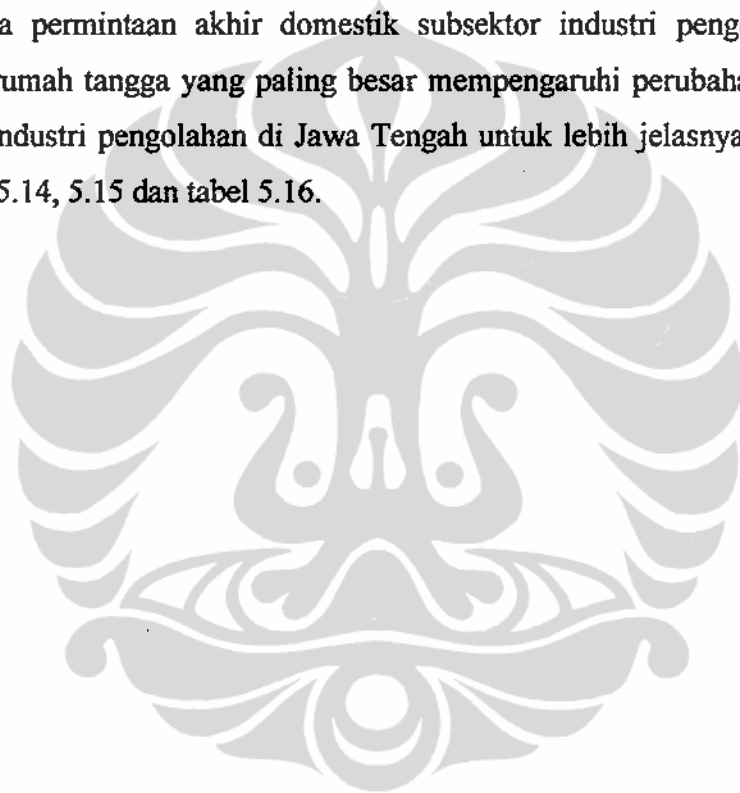 a permintaan akhir domestik subsektor industri peng
rumah tangga yang paling besar mempengaruhi perubaha
ndustri pengolahan di Jawa Tengah untuk lebih jelasnya
5.14, 5.15 dan tabel 5.16.